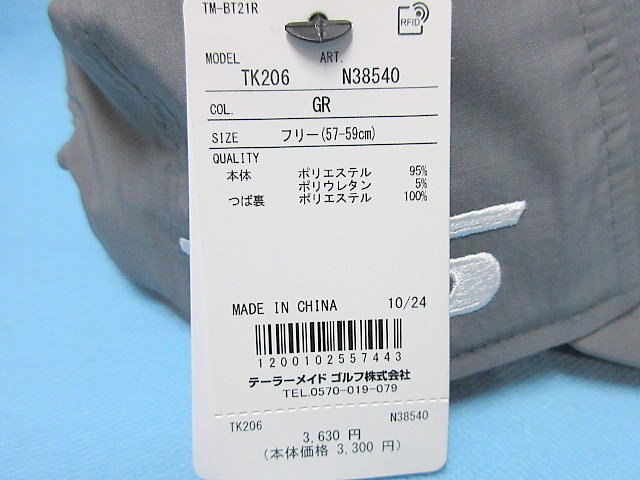 TM-BT21R
RFID
MODEL ART.
TK206 N38540
COL. GR
SIZE フリー(57-59cm)
QUALITY
本体 ポリエステル 95%
ポリウレタン 5%
つば裏 ポリエステル 100%
MADE IN CHINA 10/24
1200102557443
テーラーメイド ゴルフ株式会社
TEL.0570-019-079
TK206 N38540
3,630 円
(本体価格 3,300 円)